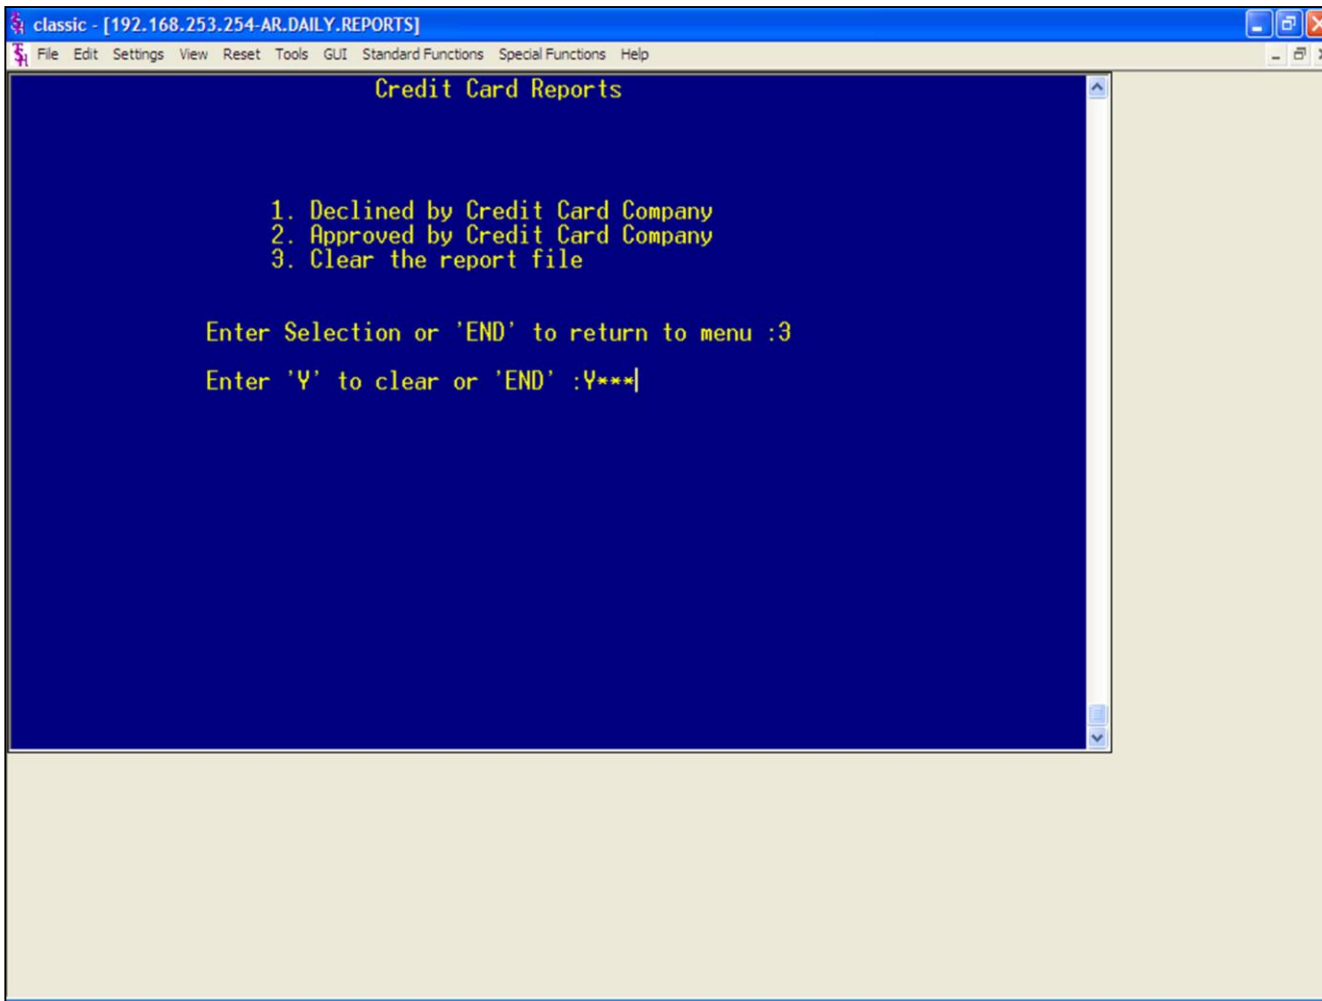 classic - [192.168.253.254-AR.DAILY.REPORTS]
File Edit Settings View Reset Tools GUI Standard Functions Special Functions Help
Credit Card Reports
1. Declined by Credit Card Company
2. Approved by Credit Card Company
3. Clear the report file
Enter Selection or 'END' to return to menu :3
Enter 'Y' to clear or 'END' :Y***